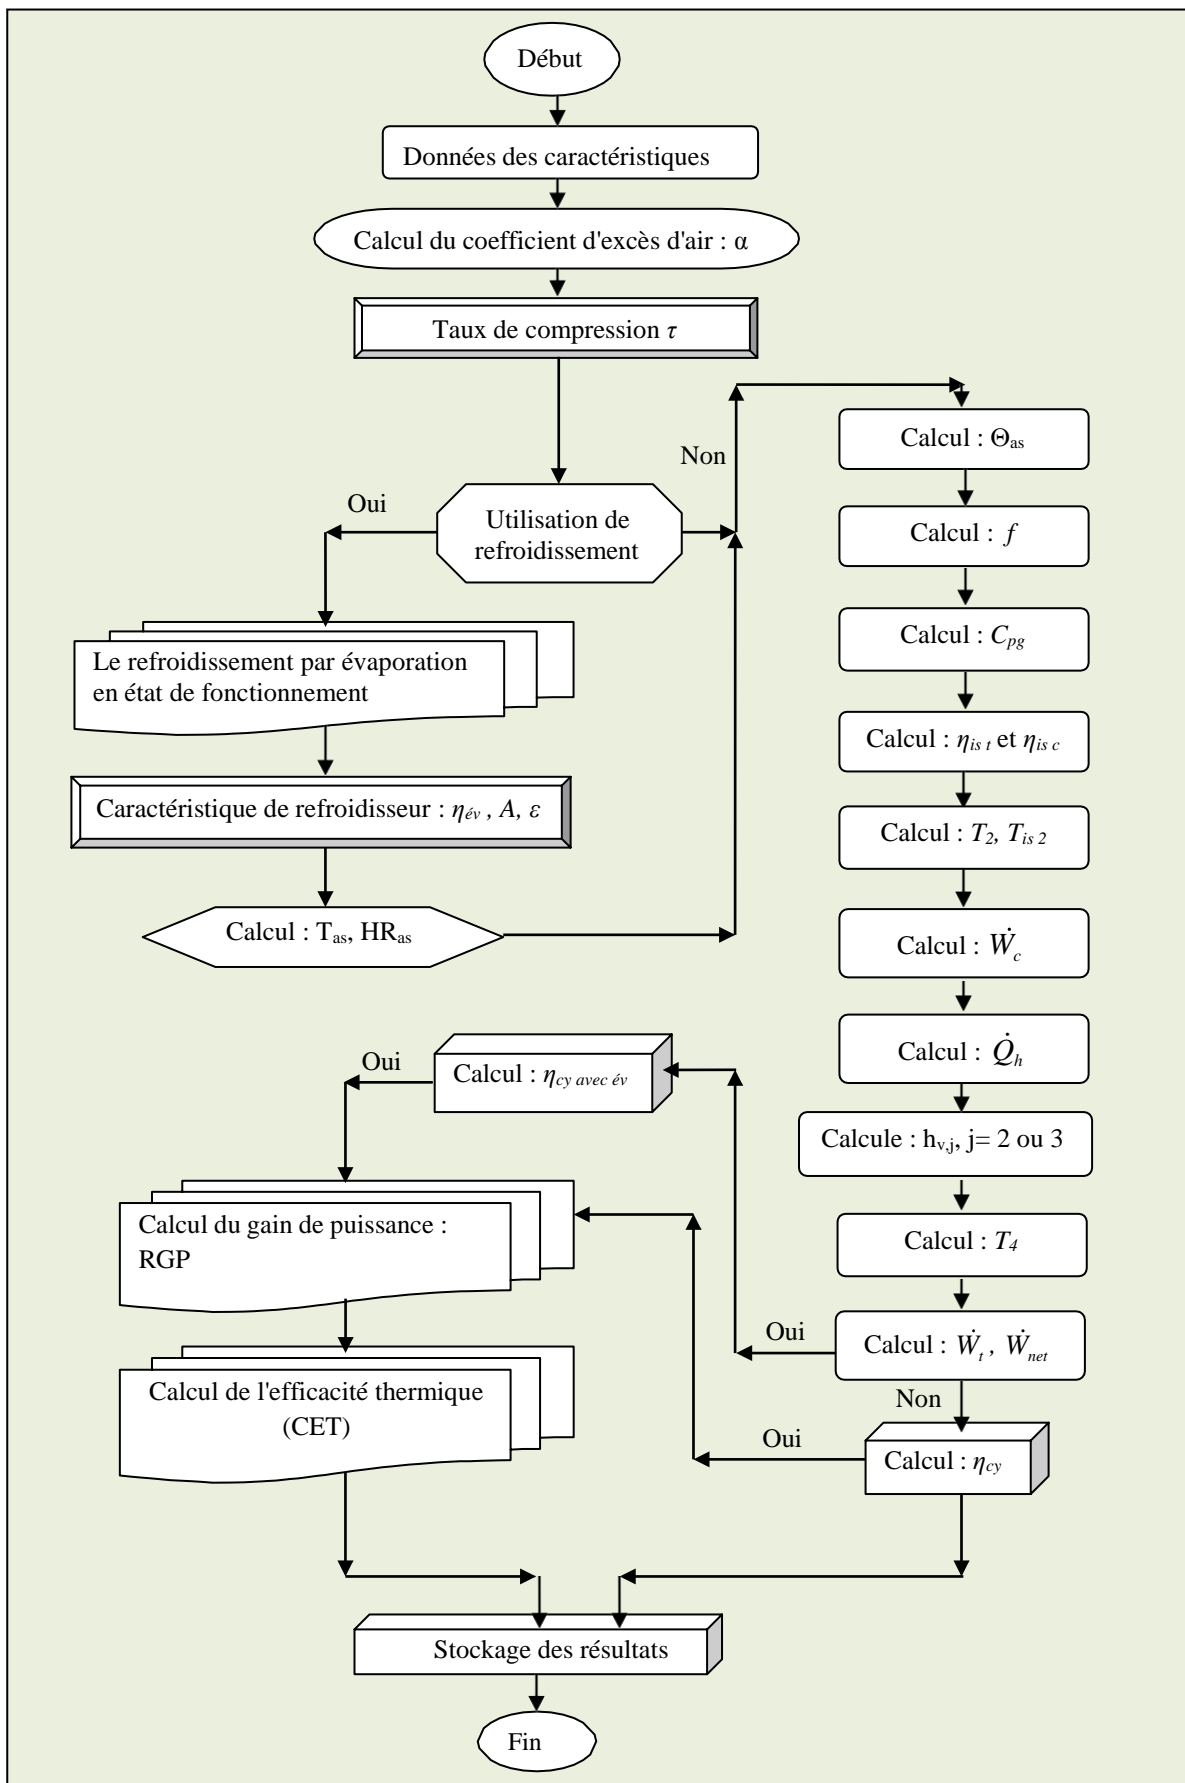 Début
Données des caractéristiques
Calcul du coefficient d'excès d'air : α
Taux de compression τ
Utilisation de
refroidissement
Oui
Non
Le refroidissement par évaporation
en état de fonctionnement
Caractéristique de refroidisseur : ηév , A, ε
Calcul : Tas, HRas
Calcul : Θas
Calcul : f
Calcul : Cpg
Calcul : ηis t et ηis c
Calcul : T2, Tis 2
Calcul : Ẇc
Calcul : Q̇h
Calcule : hv,j, j= 2 ou 3
Calcul : T4
Calcul : Ẇt , Ẇnet
Oui
Non
Calcul : ηcy
Oui
Calcul : ηcy avec év
Oui
Calcul du gain de puissance :
RGP
Calcul de l'efficacité thermique
(CET)
Stockage des résultats
Fin